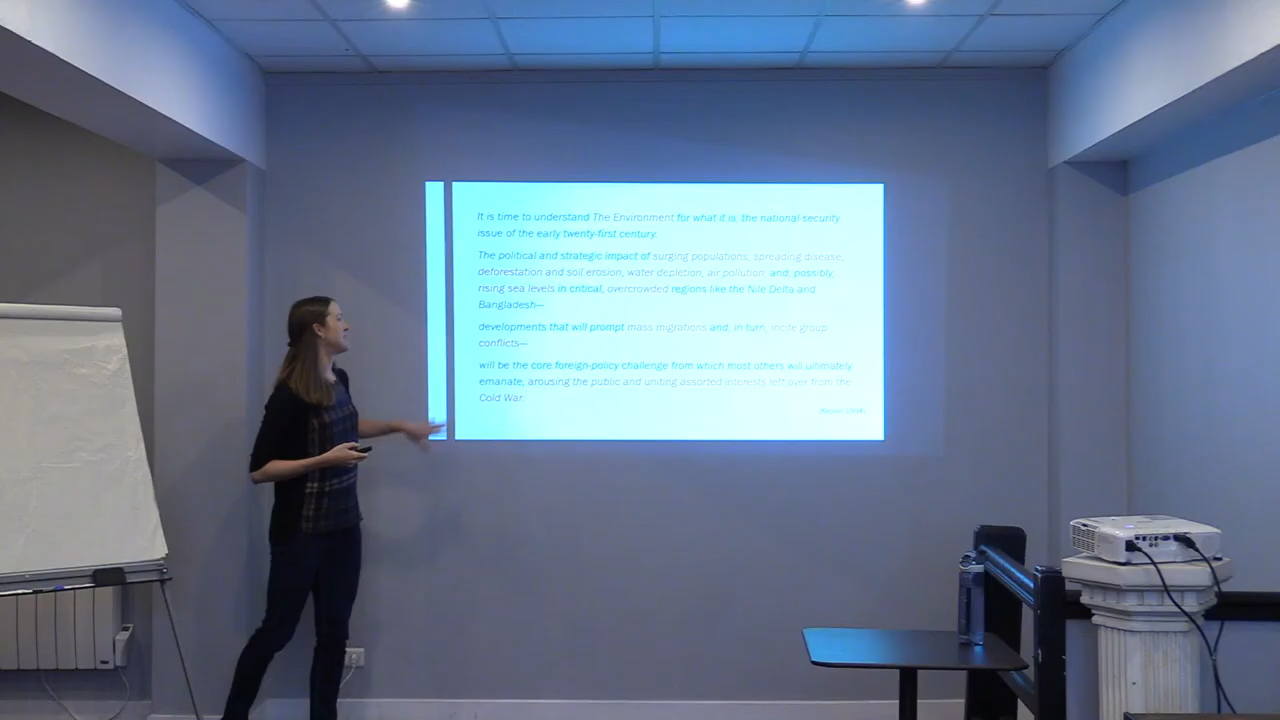 It is time to understand The Environment for what it is: the national-security
issue of the early twenty-first century.
The political and strategic impact of surging populations, spreading disease,
deforestation and soil erosion, water depletion, air pollution, and, possibly,
rising sea levels in critical, overcrowded regions like the Nile Delta and
Bangladesh—
developments that will prompt mass migrations and, in turn, incite group
conflicts—
will be the core foreign-policy challenge from which most others will ultimately
emanate, arousing the public and uniting assorted interests left over from the
Cold War.